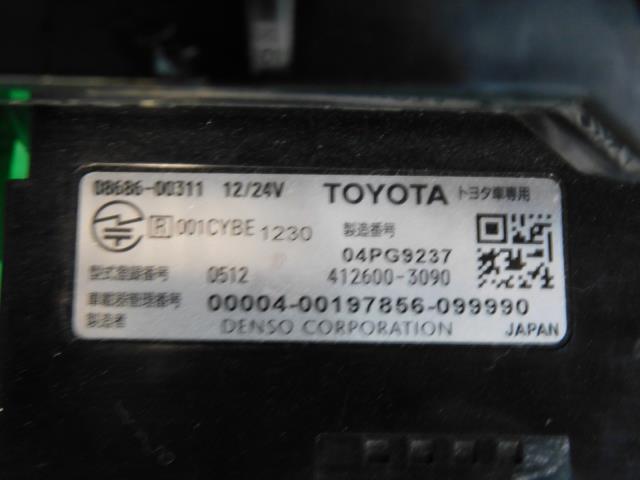 08686-00311 12/24V TOYOTA トヨタ車専用
R 001CYBE1230 製造番号
04PG9237
型式登録番号 0512 412600-3090
車載器管理番号 00004-00197856-099990
製造者 DENSO CORPORATION JAPAN